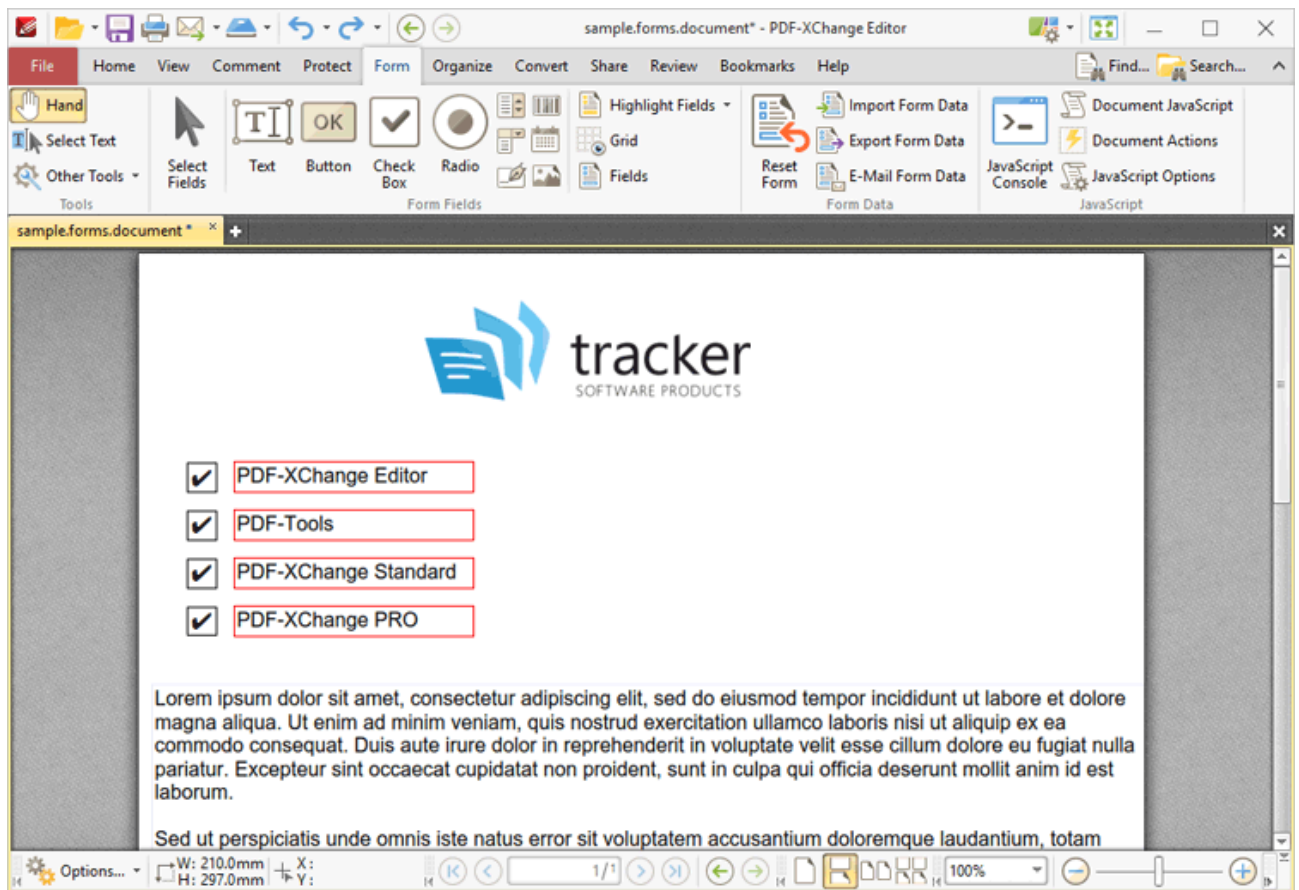 sample.forms.document* - PDF-XChange Editor
File Home View Comment Protect Form Organize Convert Share Review Bookmarks Help Find... Search...
Hand
Select Text
Other Tools
Tools
Select Fields
Text
Button
OK
Check Box
Radio
Form Fields
Highlight Fields
Grid
Fields
Reset Form
Import Form Data
Export Form Data
E-Mail Form Data
Form Data
JavaScript Console
Document JavaScript
Document Actions
JavaScript Options
JavaScript
sample.forms.document *
tracker
SOFTWARE PRODUCTS
PDF-XChange Editor
PDF-Tools
PDF-XChange Standard
PDF-XChange PRO
Lorem ipsum dolor sit amet, consectetur adipiscing elit, sed do eiusmod tempor incididunt ut labore et dolore
magna aliqua. Ut enim ad minim veniam, quis nostrud exercitation ullamco laboris nisi ut aliquip ex ea
commodo consequat. Duis aute irure dolor in reprehenderit in voluptate velit esse cillum dolore eu fugiat nulla
pariatur. Excepteur sint occaecat cupidatat non proident, sunt in culpa qui officia deserunt mollit anim id est
laborum.
Sed ut perspiciatis unde omnis iste natus error sit voluptatem accusantium doloremque laudantium, totam
Options... W: 210.0mm X: 1/1 100%
H: 297.0mm Y: